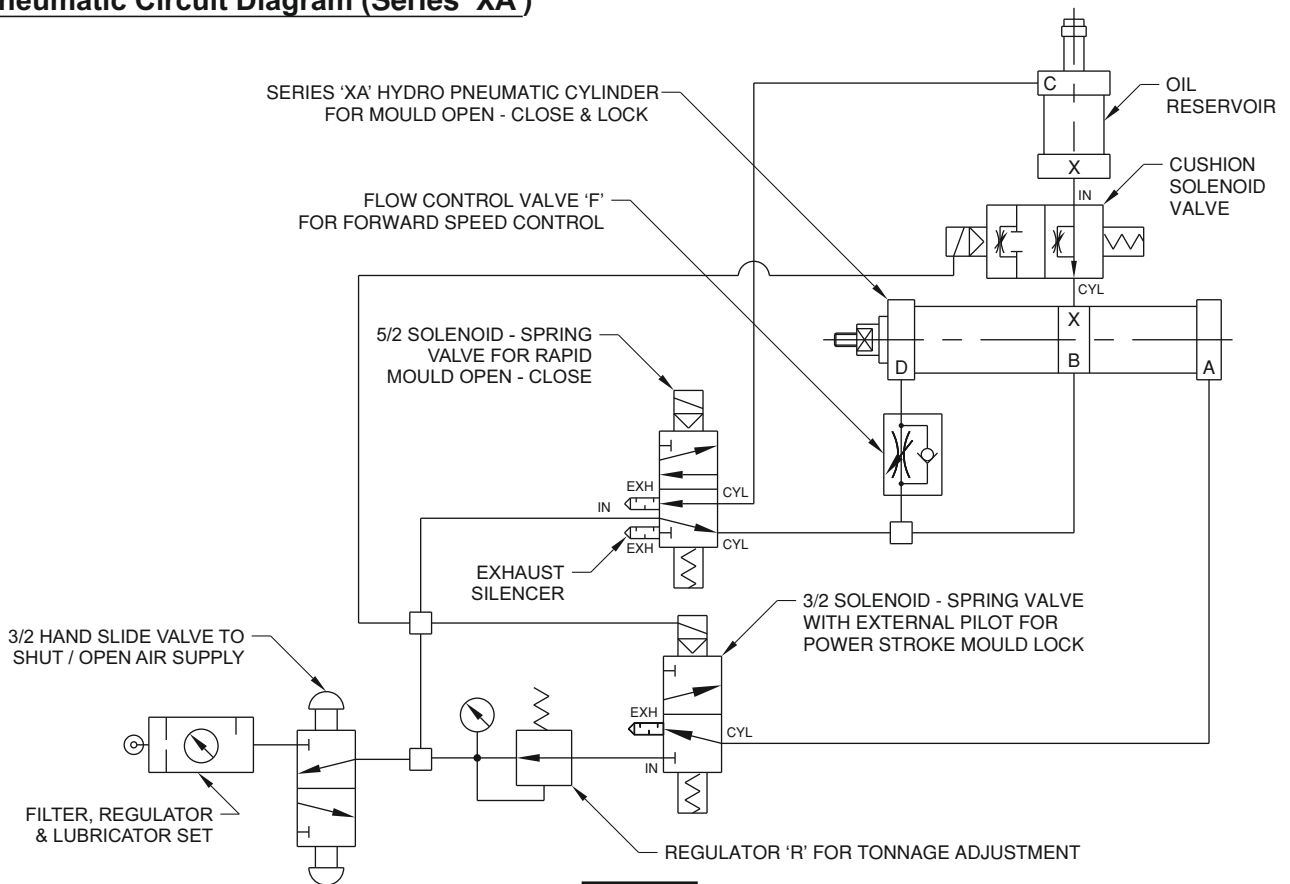 neumatic Circuit Diagram (Series 'XA')
SERIES ‘XA’ HYDRO PNEUMATIC CYLINDER
FOR MOULD OPEN - CLOSE & LOCK
C
OIL
RESERVOIR
X
IN
CUSHION
SOLENOID
VALVE
FLOW CONTROL VALVE ‘F’
FOR FORWARD SPEED CONTROL
CYL
X
B
D
A
5/2 SOLENOID - SPRING
VALVE FOR RAPID
MOULD OPEN - CLOSE
EXH
CYL
IN
EXH
CYL
EXHAUST
SILENCER
3/2 SOLENOID - SPRING VALVE
WITH EXTERNAL PILOT FOR
POWER STROKE MOULD LOCK
3/2 HAND SLIDE VALVE TO
SHUT / OPEN AIR SUPPLY
EXH
CYL
IN
FILTER, REGULATOR
& LUBRICATOR SET
REGULATOR ‘R’ FOR TONNAGE ADJUSTMENT